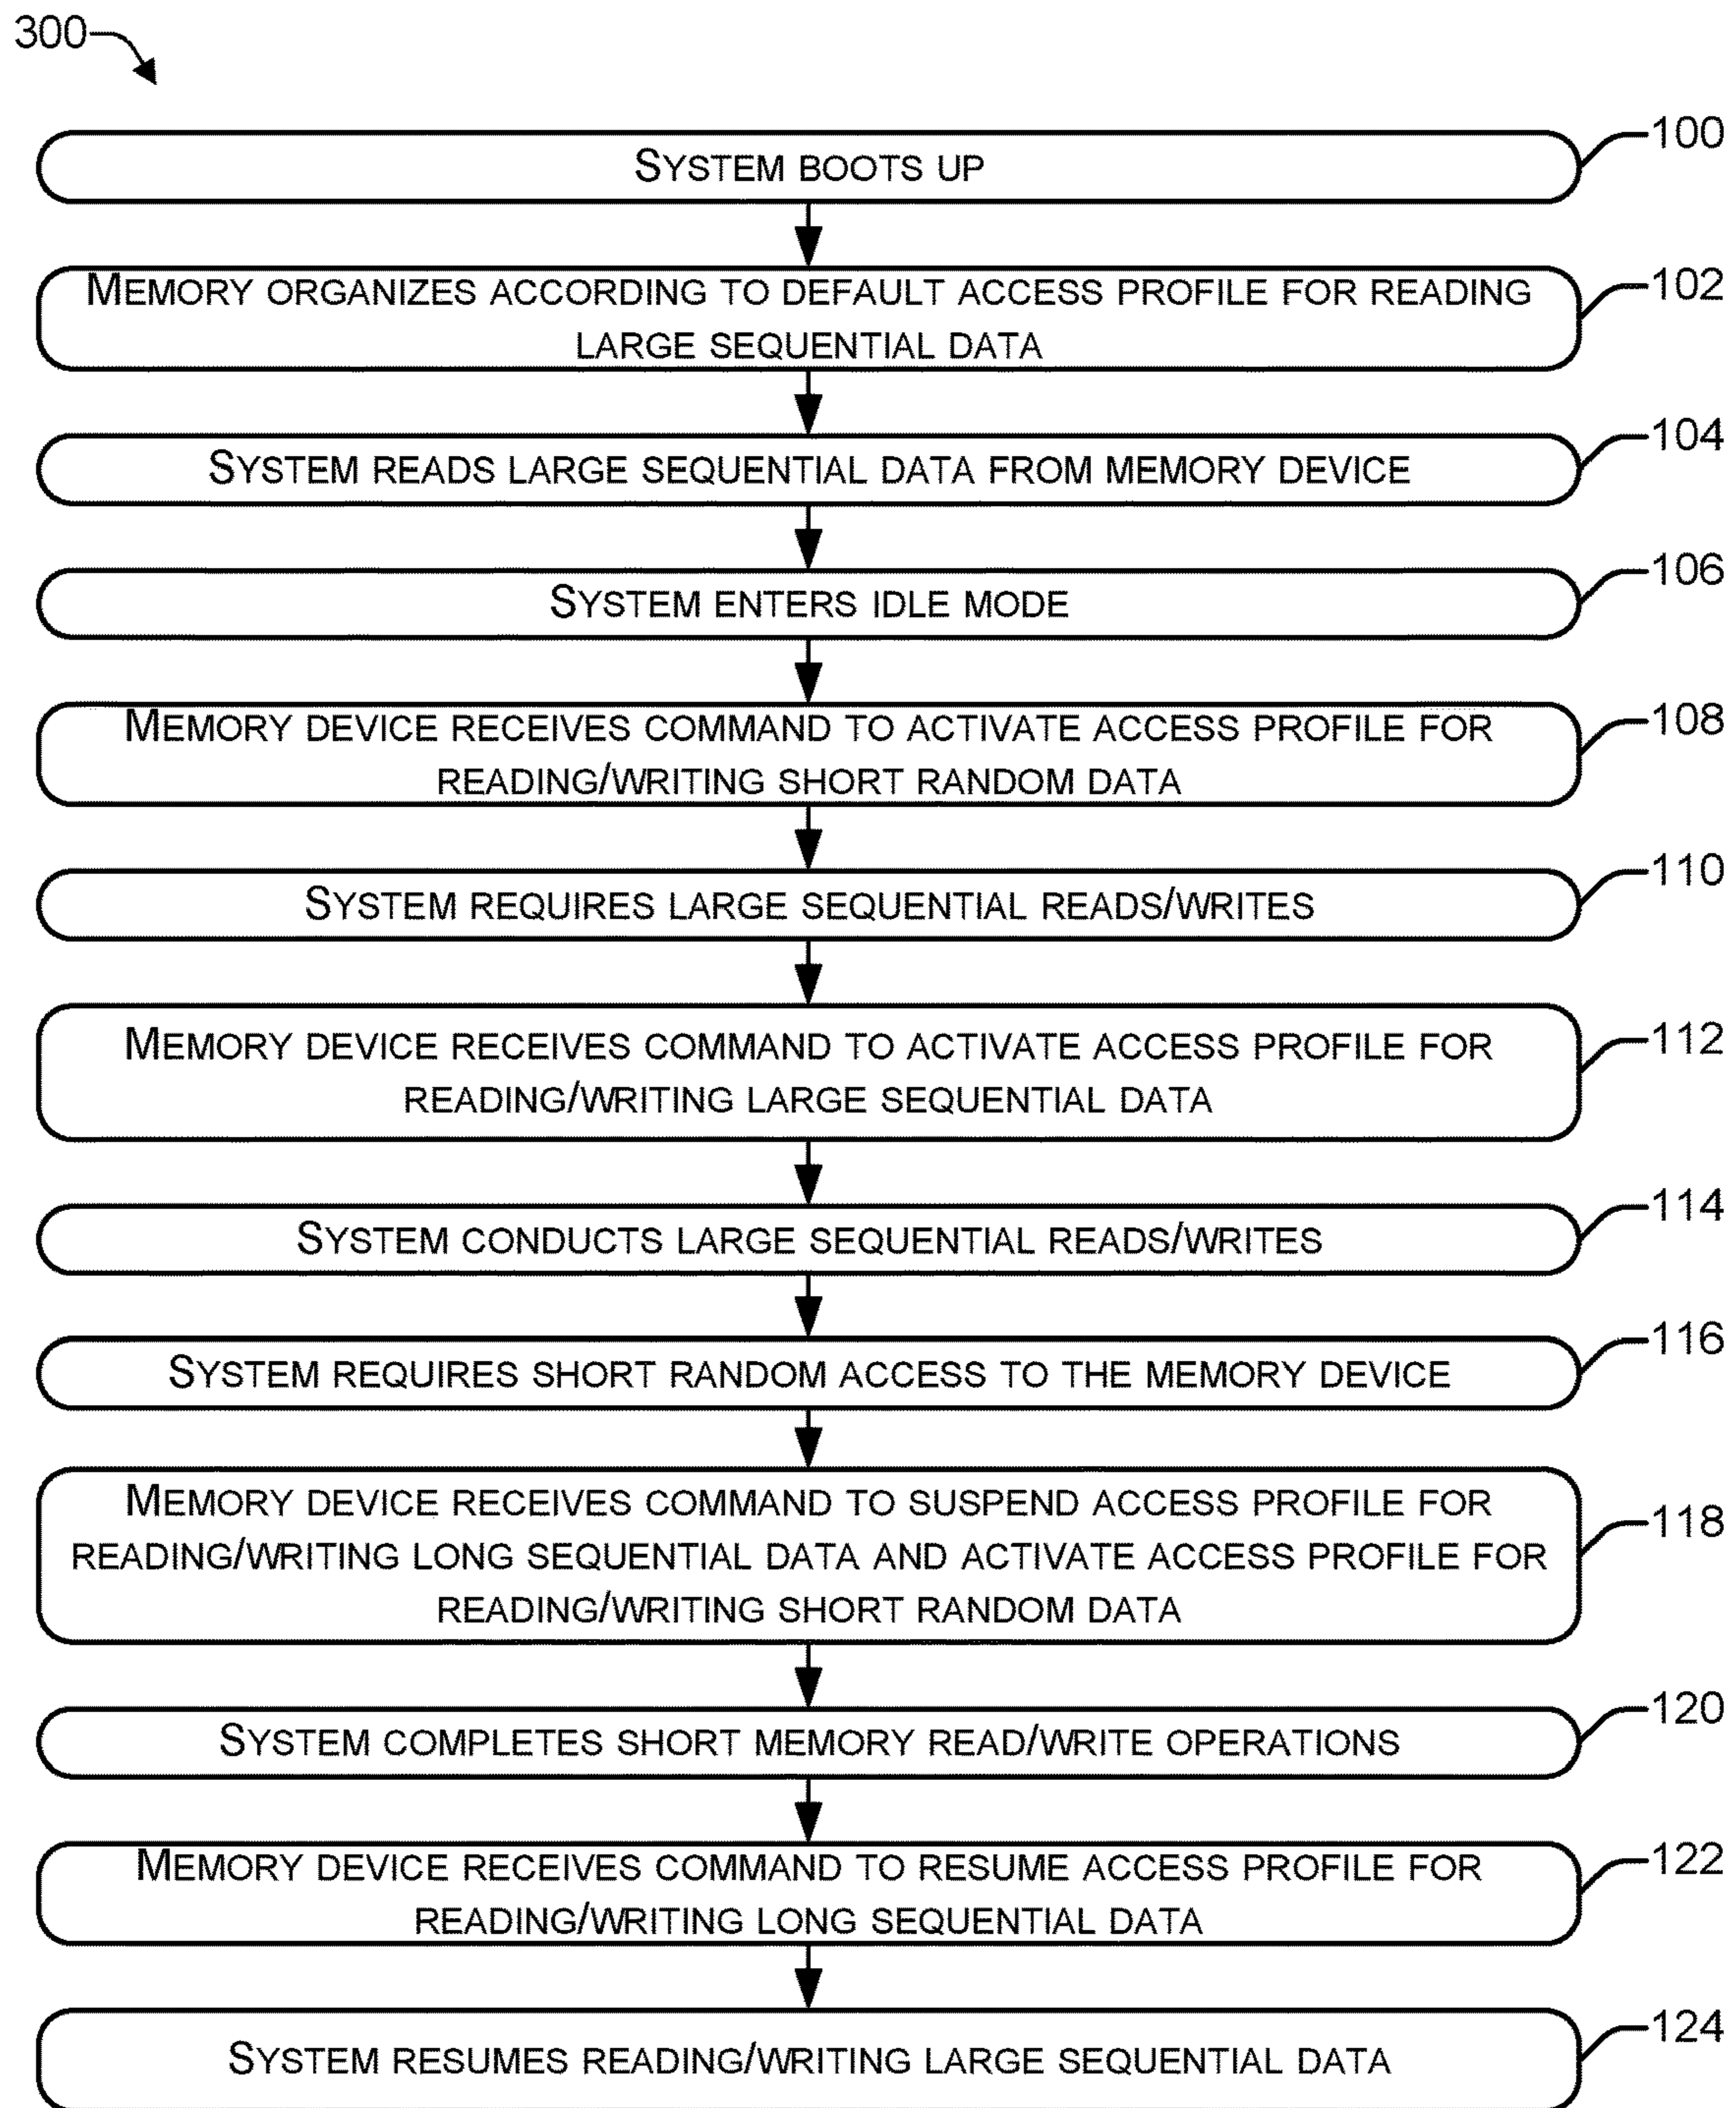 300
100
SYSTEM BOOTS UP
102
MEMORY ORGANIZES ACCORDING TO DEFAULT ACCESS PROFILE FOR READING
LARGE SEQUENTIAL DATA
104
SYSTEM READS LARGE SEQUENTIAL DATA FROM MEMORY DEVICE
106
SYSTEM ENTERS IDLE MODE
108
MEMORY DEVICE RECEIVES COMMAND TO ACTIVATE ACCESS PROFILE FOR
READING/WRITING SHORT RANDOM DATA
110
SYSTEM REQUIRES LARGE SEQUENTIAL READS/WRITES
112
MEMORY DEVICE RECEIVES COMMAND TO ACTIVATE ACCESS PROFILE FOR
READING/WRITING LARGE SEQUENTIAL DATA
114
SYSTEM CONDUCTS LARGE SEQUENTIAL READS/WRITES
116
SYSTEM REQUIRES SHORT RANDOM ACCESS TO THE MEMORY DEVICE
118
MEMORY DEVICE RECEIVES COMMAND TO SUSPEND ACCESS PROFILE FOR
READING/WRITING LONG SEQUENTIAL DATA AND ACTIVATE ACCESS PROFILE FOR
READING/WRITING SHORT RANDOM DATA
120
SYSTEM COMPLETES SHORT MEMORY READ/WRITE OPERATIONS
122
MEMORY DEVICE RECEIVES COMMAND TO RESUME ACCESS PROFILE FOR
READING/WRITING LONG SEQUENTIAL DATA
124
SYSTEM RESUMES READING/WRITING LARGE SEQUENTIAL DATA